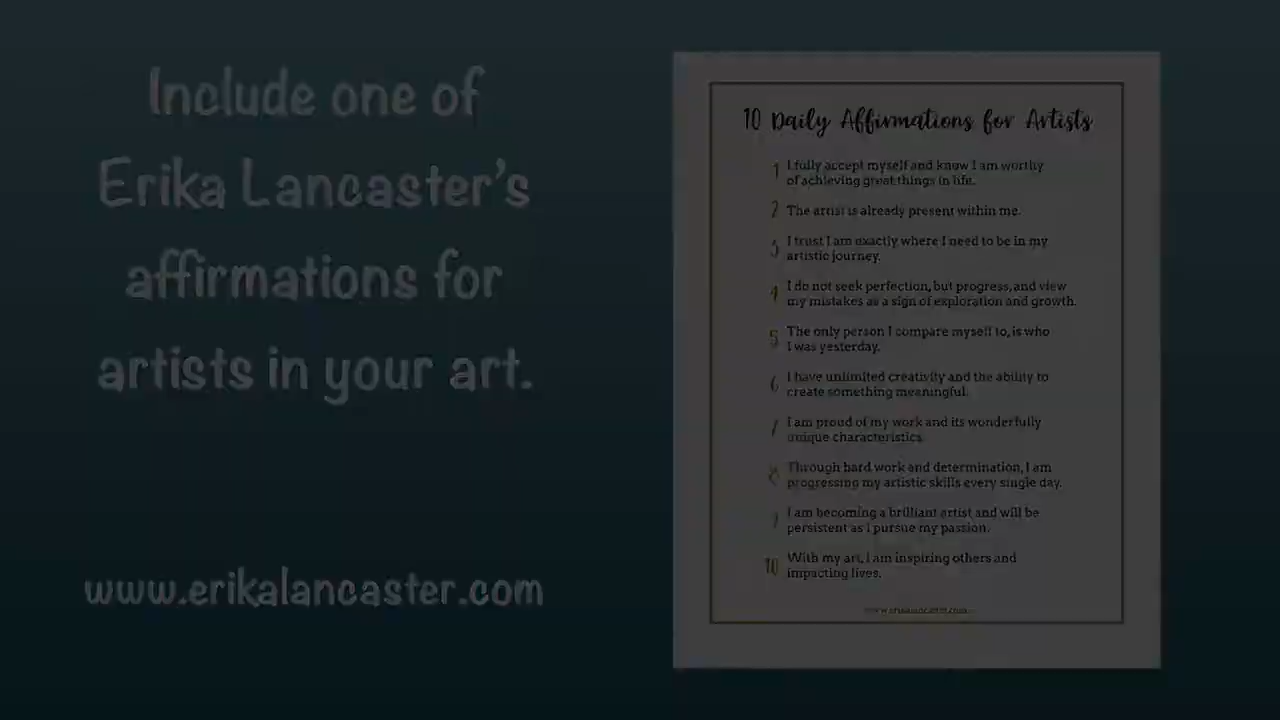 Include one of
Erika Lancaster's
affirmations for
artists in your art.
www.erikalancaster.com
10 Daily Affirmations for Artists
1 I fully accept myself and know I am worthy
of achieving great things in life.
2 The artist is already present within me.
3 I trust I am exactly where I need to be in my
artistic journey.
4 I do not seek perfection, but progress, and view
my mistakes as a sign of exploration and growth.
5 The only person I compare myself to, is who
I was yesterday.
6 I have unlimited creativity and the ability to
create something meaningful.
7 I am proud of my work and its wonderfully
unique characteristics.
8 Through hard work and determination, I am
progressing my artistic skills every single day.
9 I am becoming a brilliant artist and will be
persistent as I pursue my passion.
10 With my art, I am inspiring others and
impacting lives.
www.erikalancaster.com